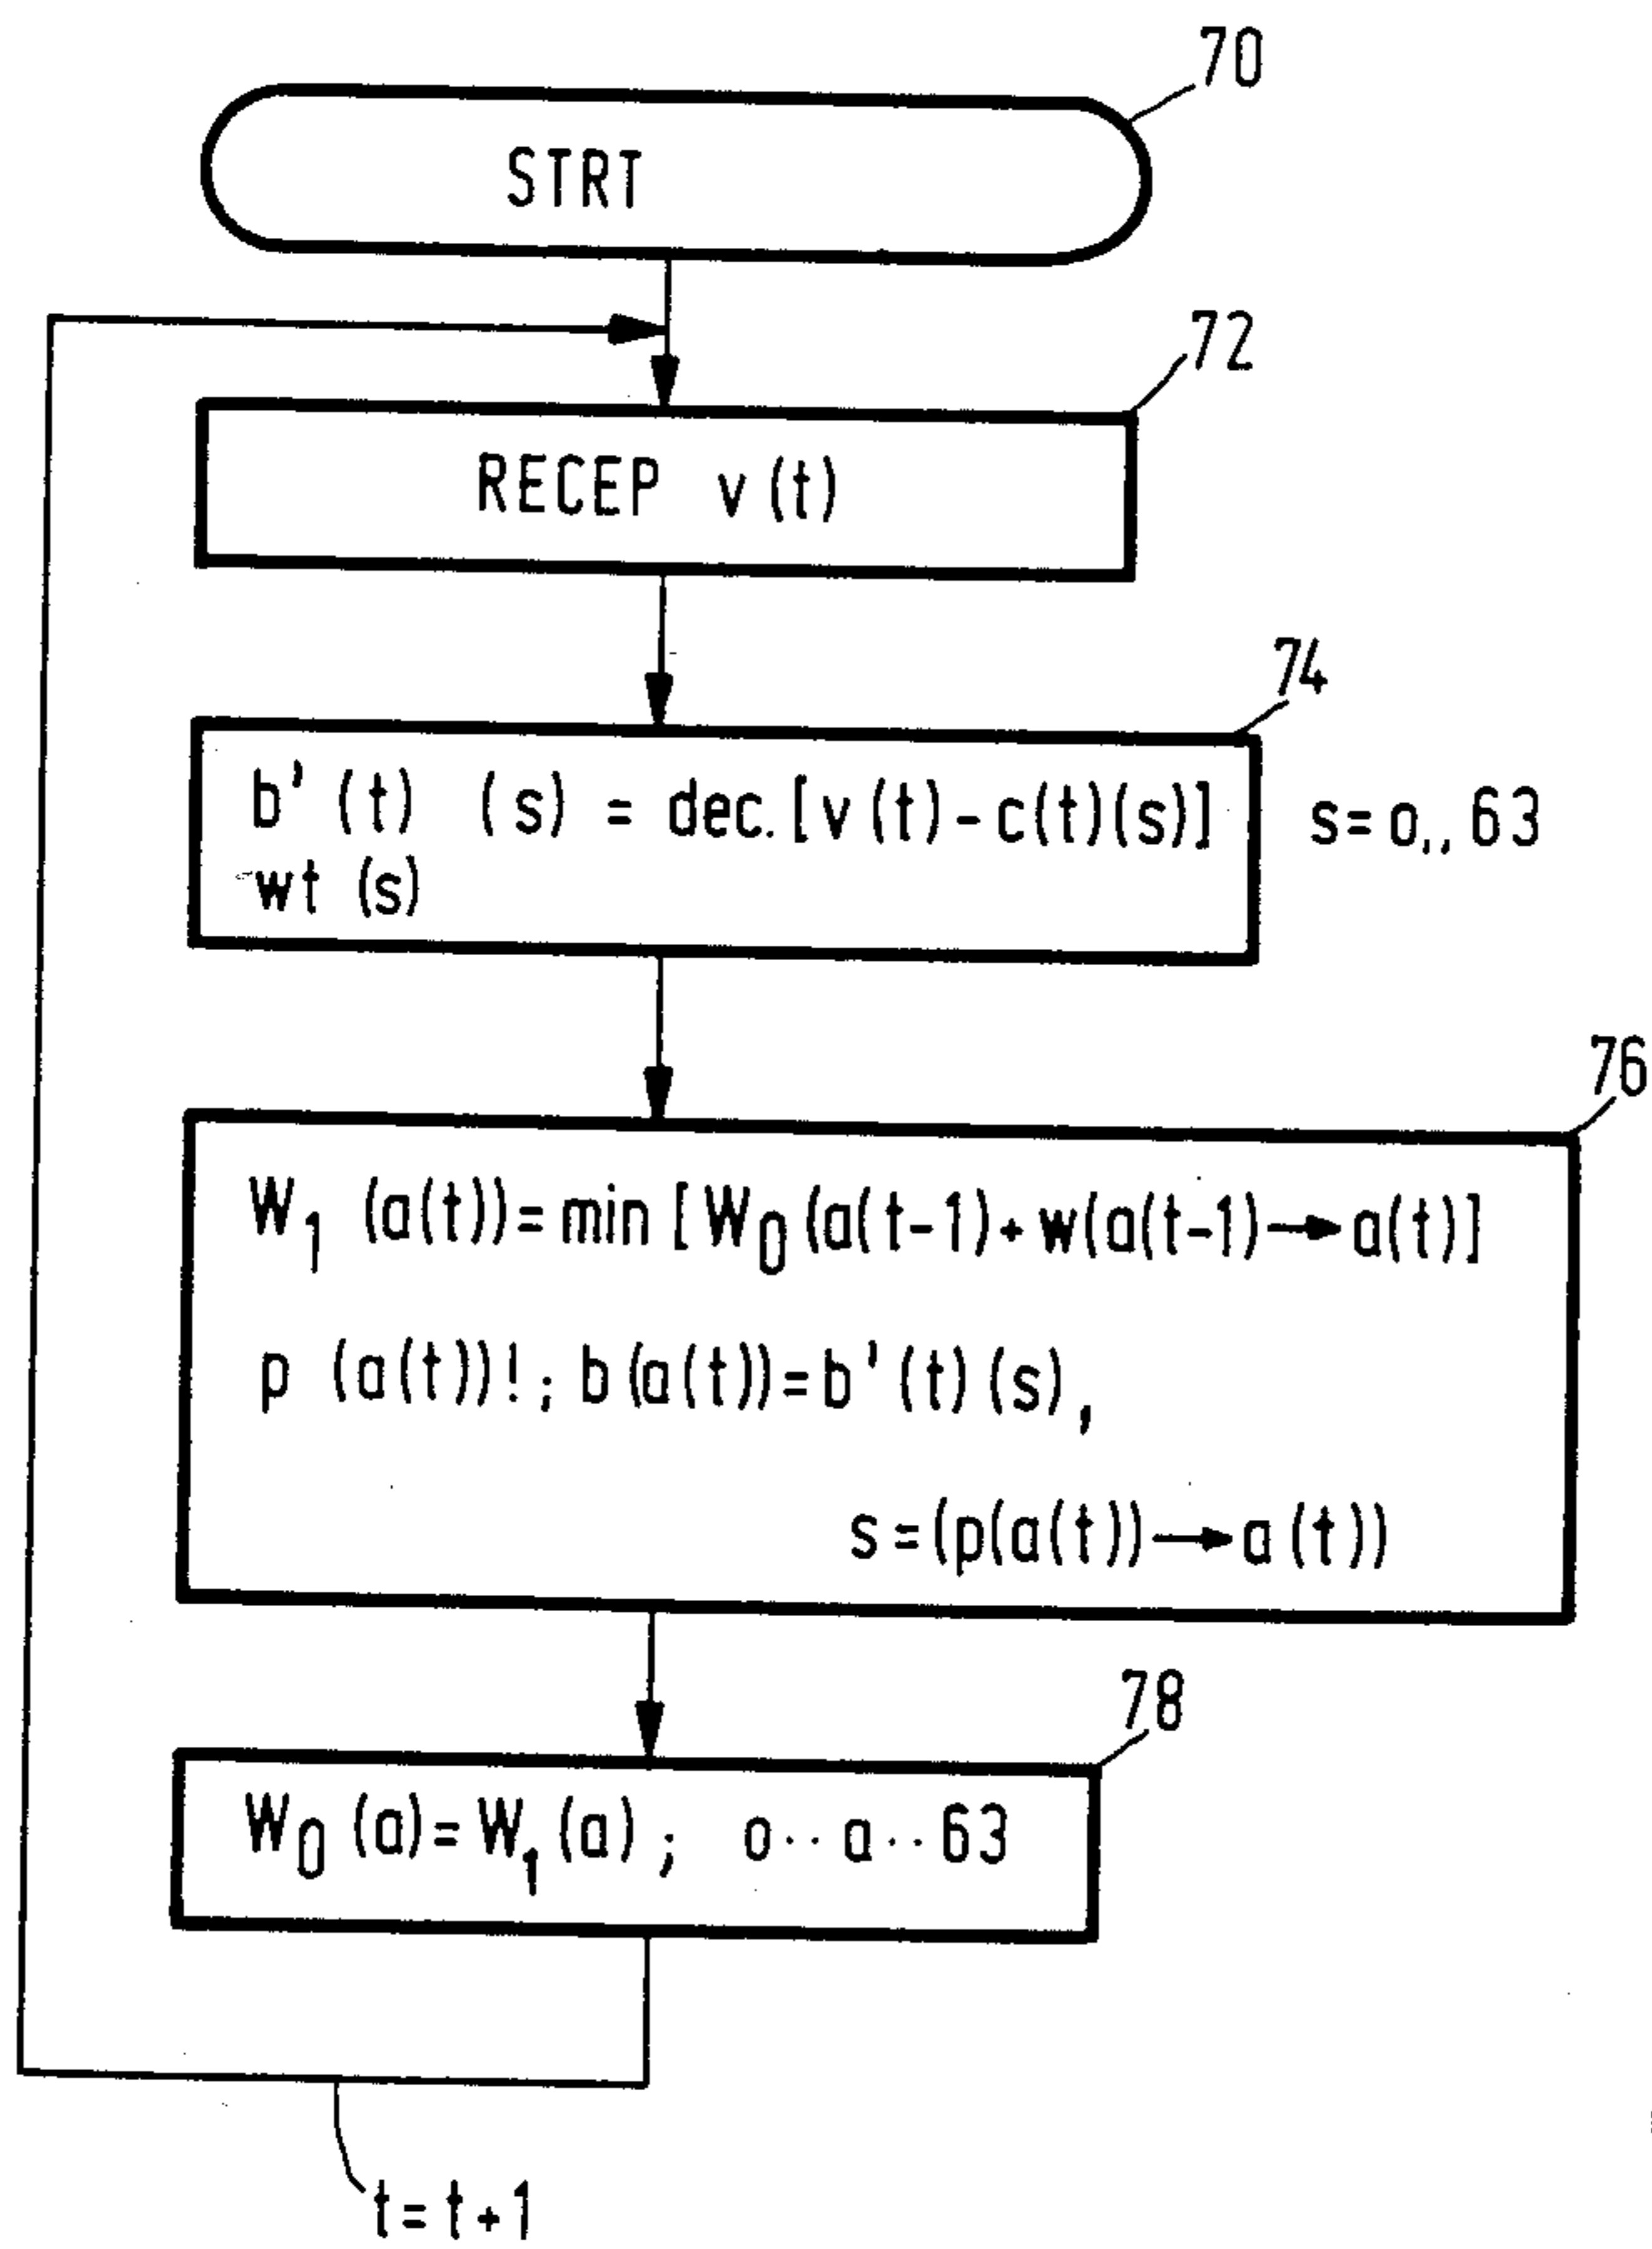 70
STRT
72
RECEP v(t)
74
b'(t) (s) = dec.[v(t)-c(t)(s)] s=o,,63
wt (s)
76
W₁ (a(t))=min [W₀(a(t-1)+w(a(t-1)→a(t)]
p (a(t))!; b(a(t))=b'(t)(s),
s=(p(a(t))→a(t))
78
W₀(a)=W₁(a); o..a..63
t=t+1